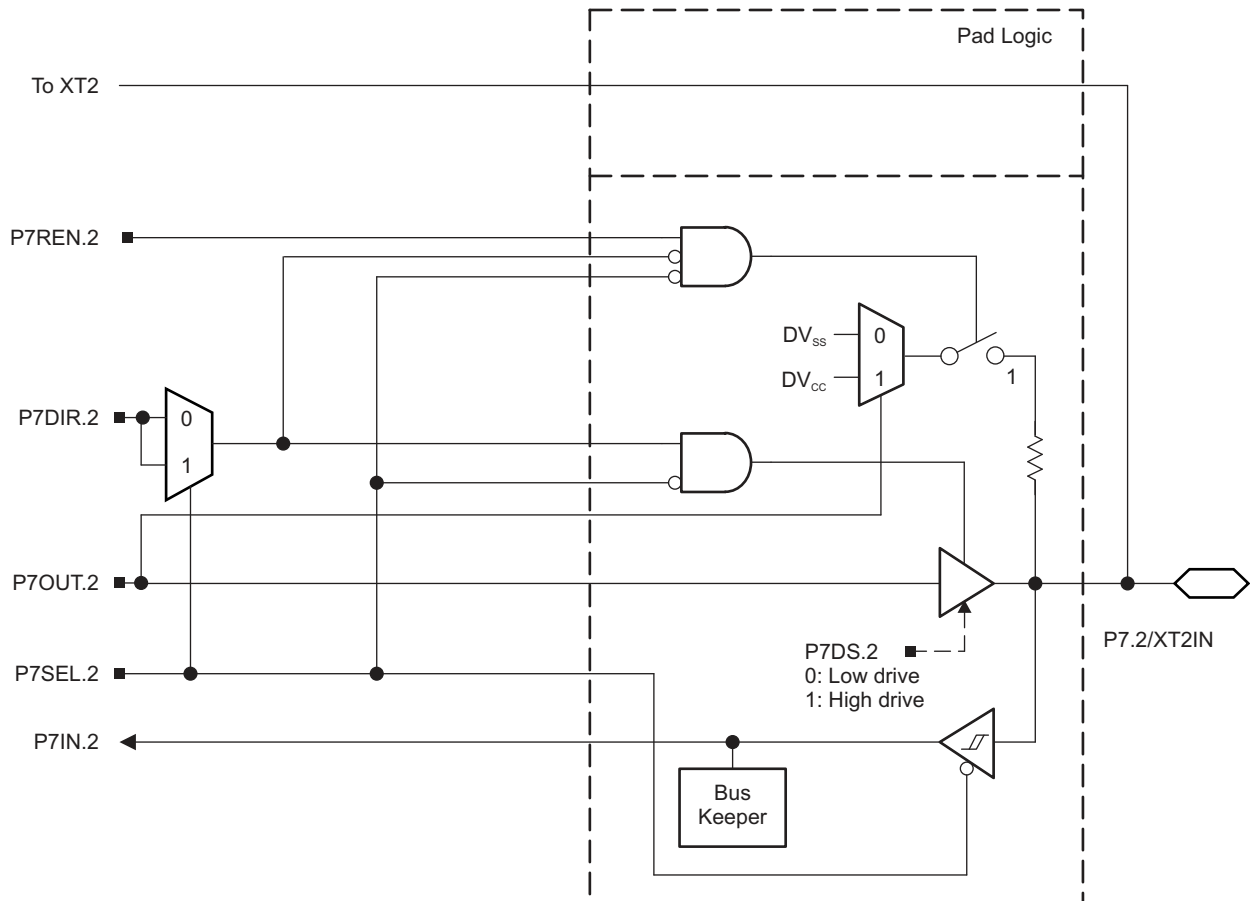 Pad Logic
To XT2
P7REN.2
DVSS
0
DVCC
1
1
P7DIR.2
0
1
P7OUT.2
P7DS.2
0: Low drive
1: High drive
P7.2/XT2IN
P7SEL.2
P7IN.2
Bus
Keeper